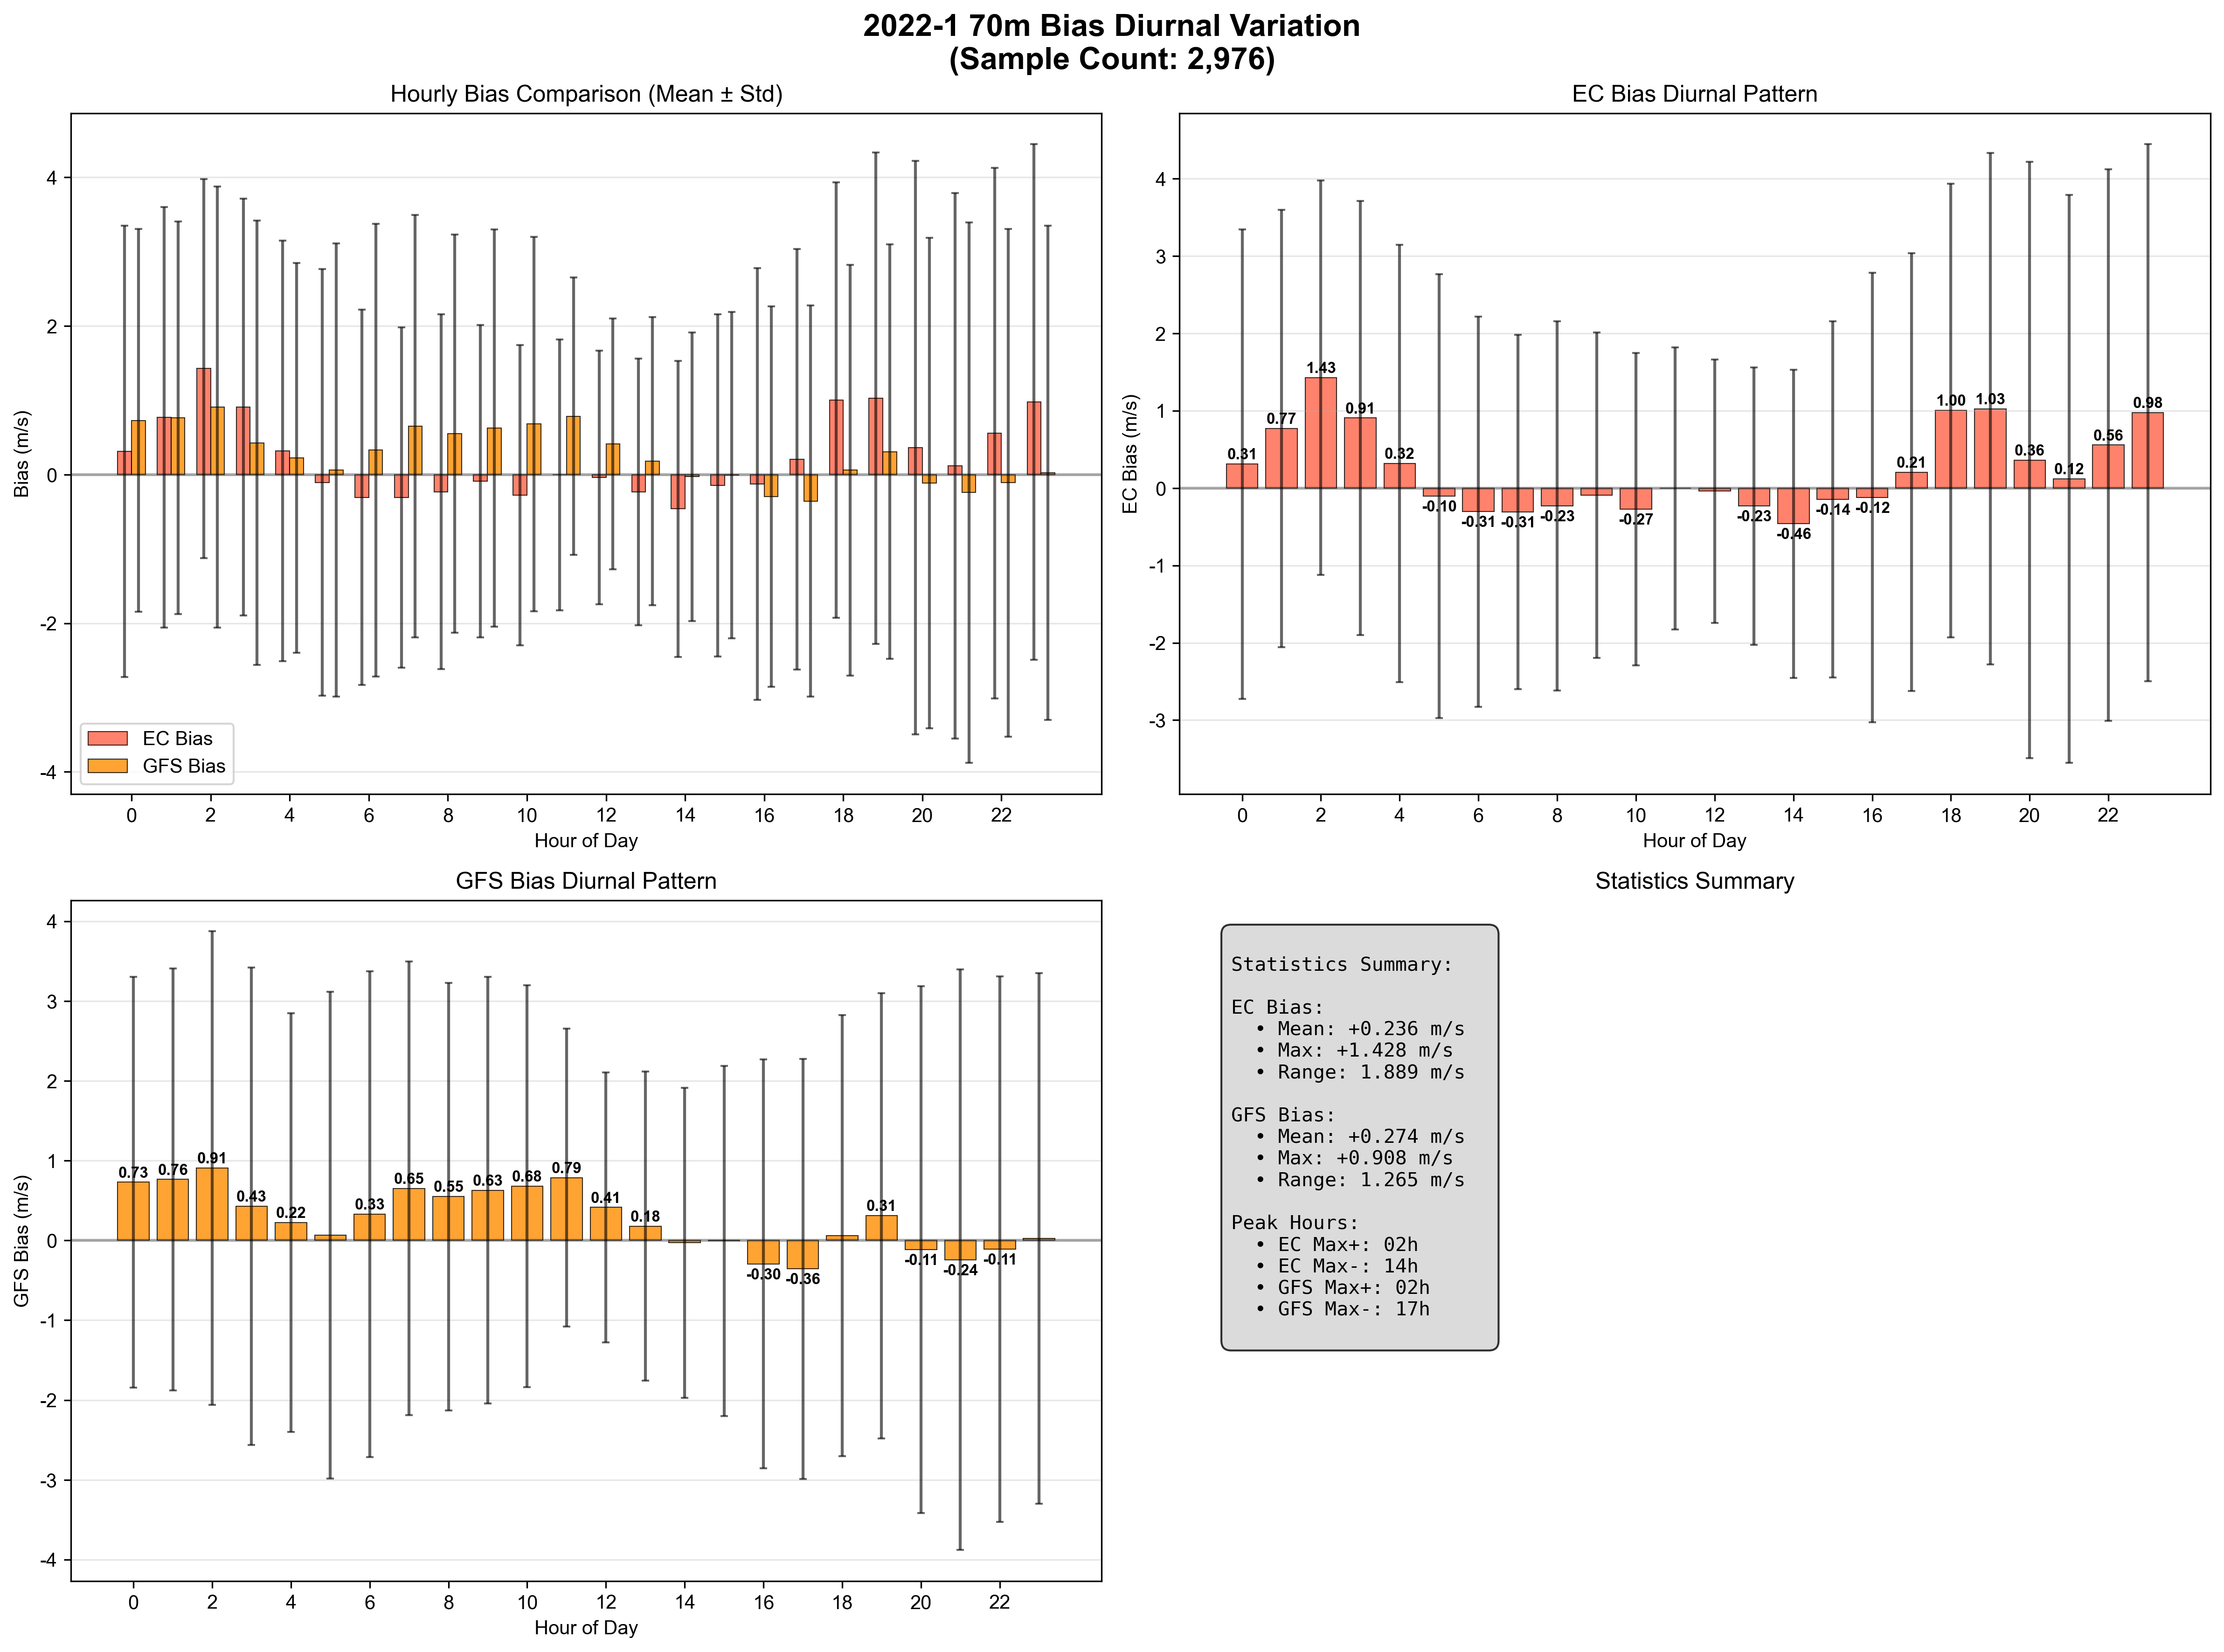 2022-1 70m Bias Diurnal Variation
(Sample Count: 2,976)
Hourly Bias Comparison (Mean ± Std)
Bias (m/s)
4
2
0
-2
-4
EC Bias
GFS Bias
0 2 4 6 8 10 12 14 16 18 20 22
Hour of Day
EC Bias Diurnal Pattern
EC Bias (m/s)
4
3
2
1
0
-1
-2
-3
0.31 0.77 1.43 0.91 0.32 -0.10 -0.31 -0.31 -0.23 -0.27 -0.23 -0.46 -0.14 -0.12 0.21 1.00 1.03 0.36 0.12 0.56 0.98
0 2 4 6 8 10 12 14 16 18 20 22
Hour of Day
GFS Bias Diurnal Pattern
GFS Bias (m/s)
4
3
2
1
0
-1
-2
-3
-4
0.73 0.76 0.91 0.43 0.22 0.33 0.65 0.55 0.63 0.68 0.79 0.41 0.18 -0.30 -0.36 0.31 -0.11 -0.24 -0.11
0 2 4 6 8 10 12 14 16 18 20 22
Hour of Day
Statistics Summary
Statistics Summary:
EC Bias:
• Mean: +0.236 m/s
• Max: +1.428 m/s
• Range: 1.889 m/s
GFS Bias:
• Mean: +0.274 m/s
• Max: +0.908 m/s
• Range: 1.265 m/s
Peak Hours:
• EC Max+: 02h
• EC Max-: 14h
• GFS Max+: 02h
• GFS Max-: 17h